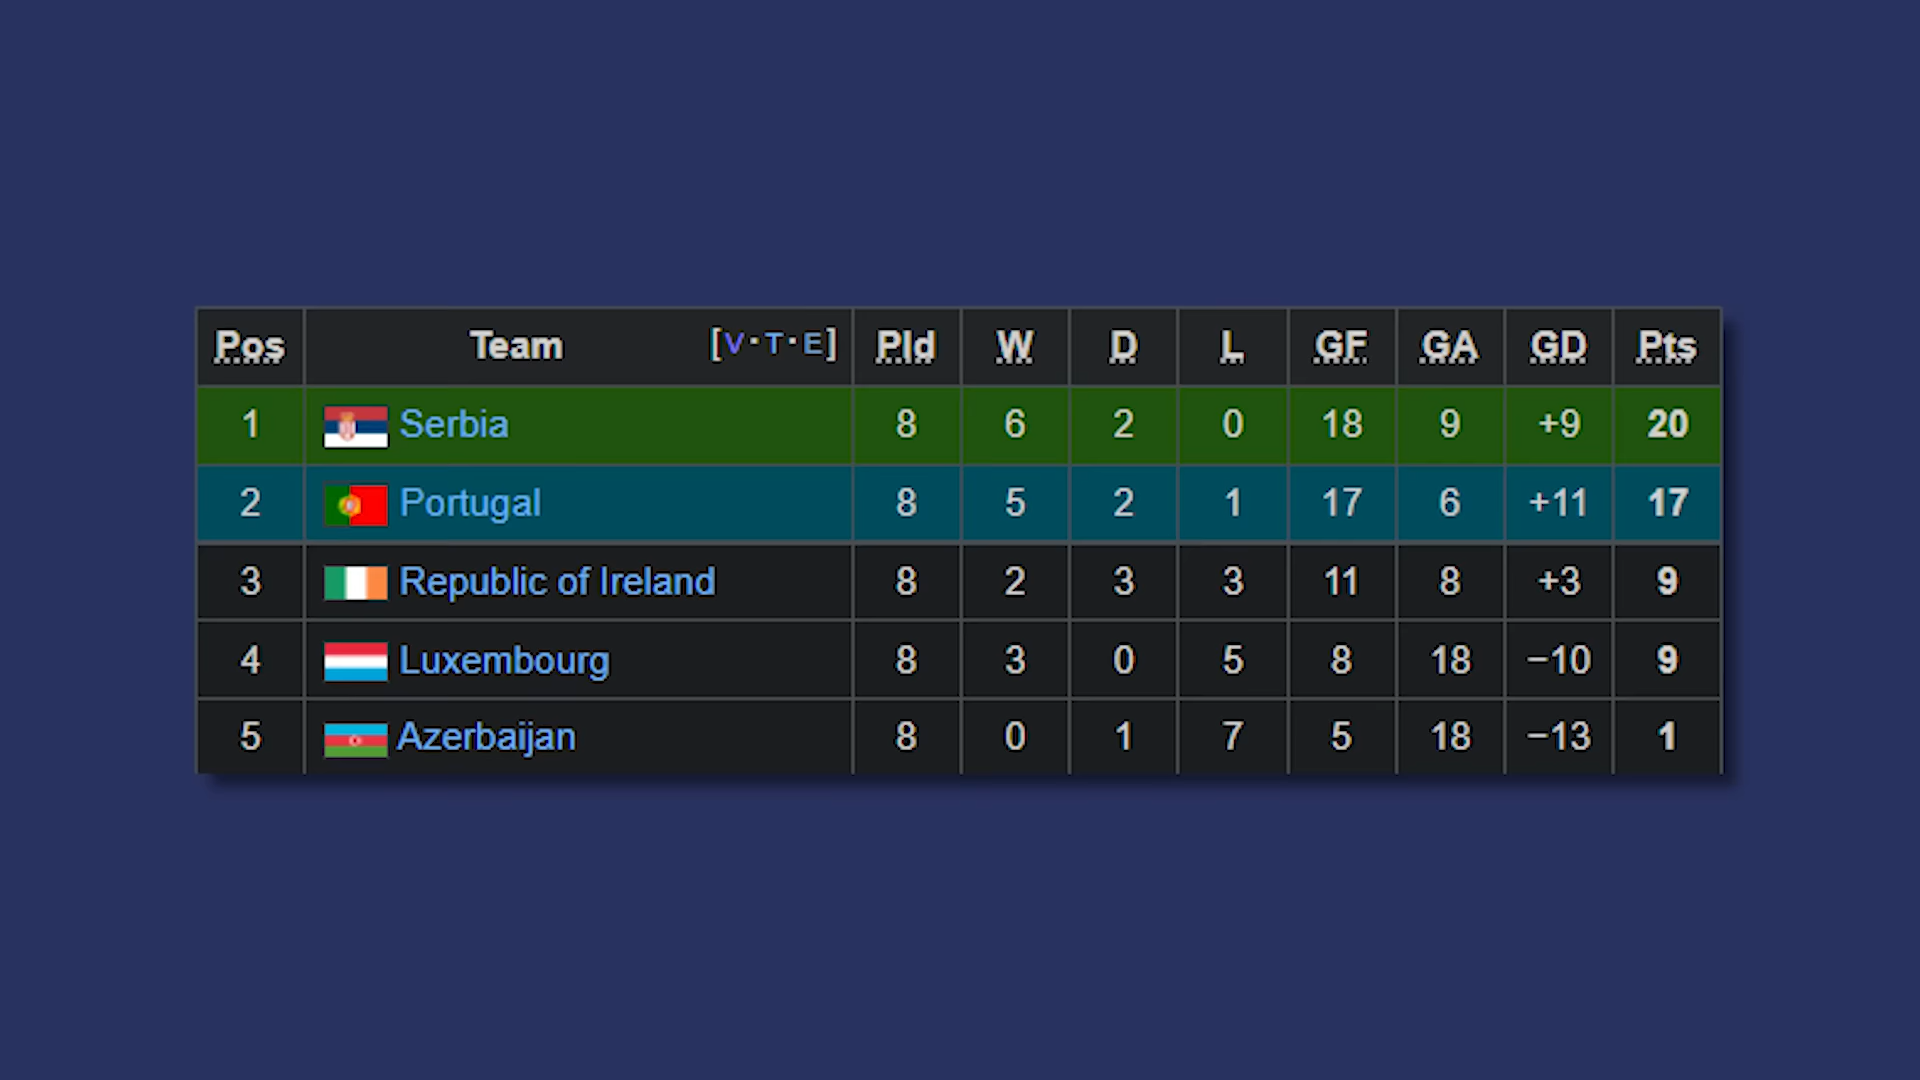 Pos Team [V·T·E] Pld W D L GF GA GD Pts
1 Serbia 8 6 2 0 18 9 +9 20
2 Portugal 8 5 2 1 17 6 +11 17
3 Republic of Ireland 8 2 3 3 11 8 +3 9
4 Luxembourg 8 3 0 5 8 18 −10 9
5 Azerbaijan 8 0 1 7 5 18 −13 1